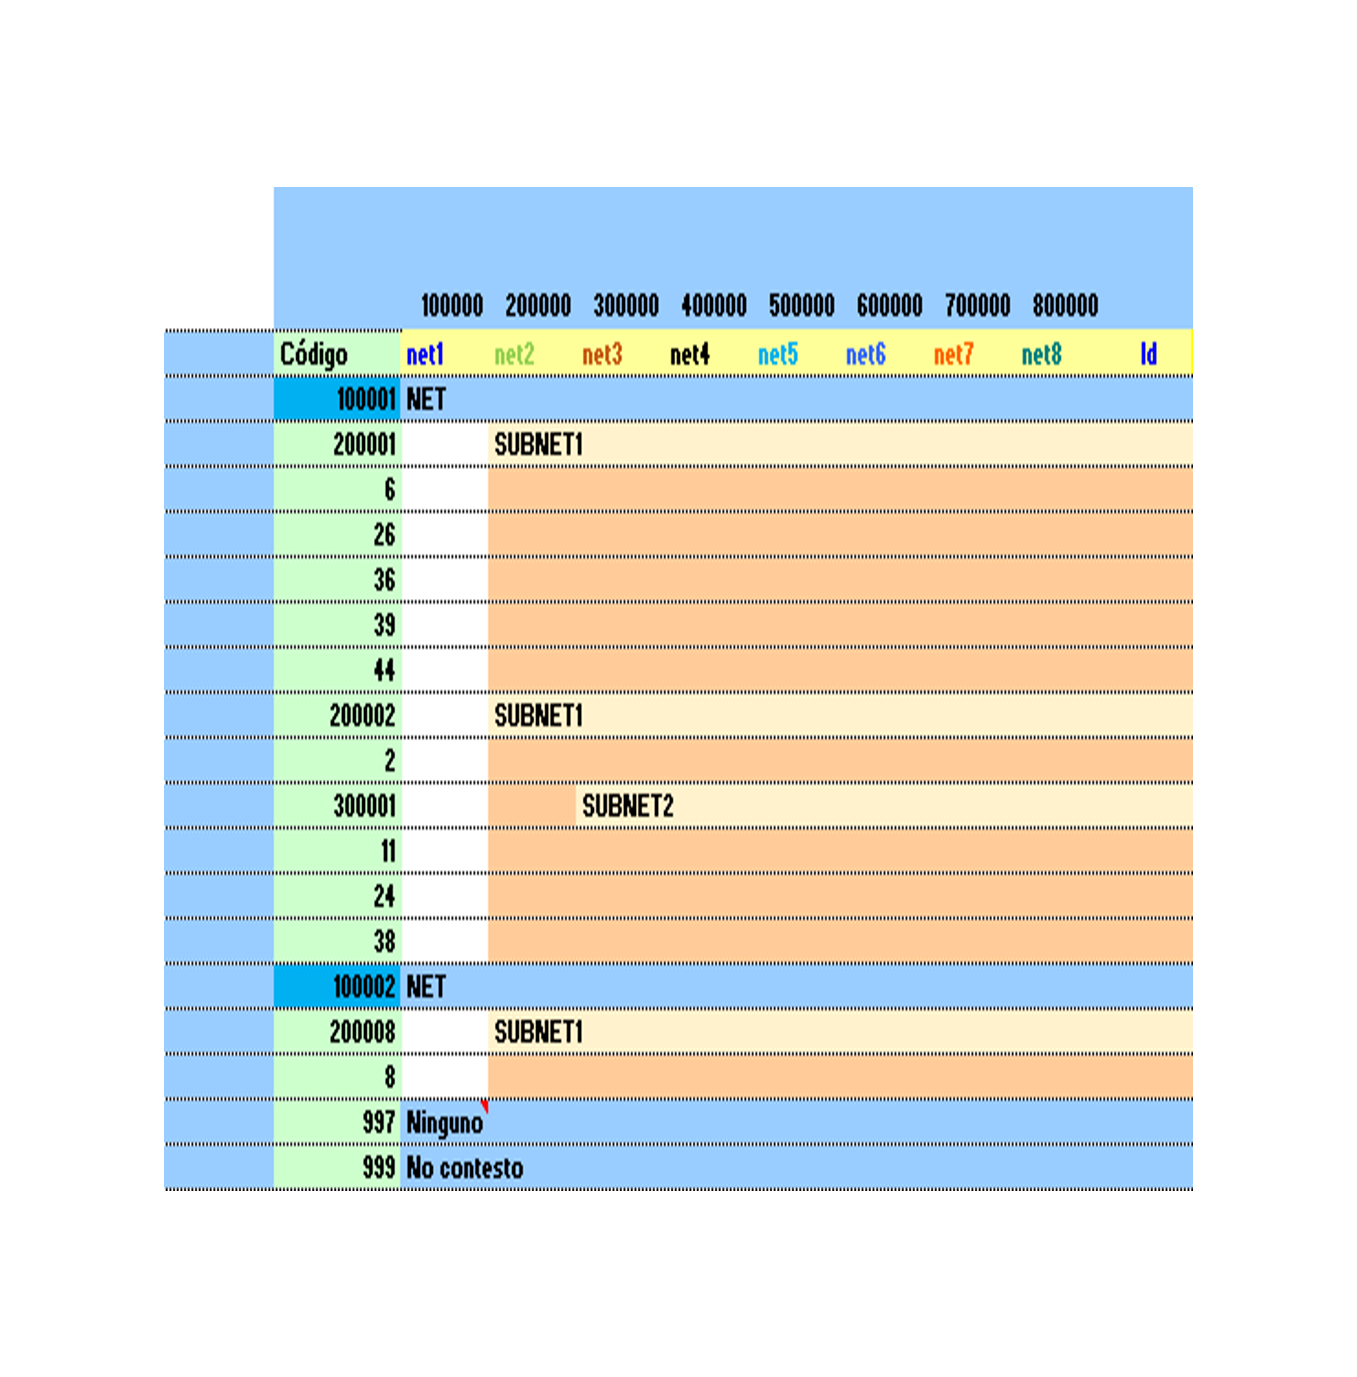 100000 200000 300000 400000 500000 600000 700000 800000
Código net1 net2 net3 net4 net5 net6 net7 net8 Id
100001 NET
200001 SUBNET1
6
26
36
39
44
200002 SUBNET1
2
300001 SUBNET2
11
24
38
100002 NET
200008 SUBNET1
8
997 Ninguno
999 No contesto